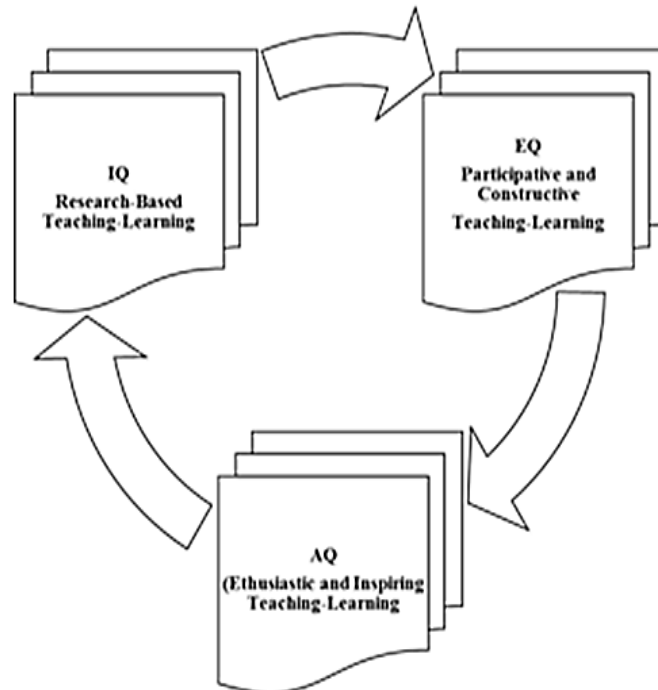 IQ
Research-Based
Teaching-Learning
EQ
Participative and
Constructive
Teaching-Learning
AQ
(Ethusiastic and Inspiring
Teaching-Learning